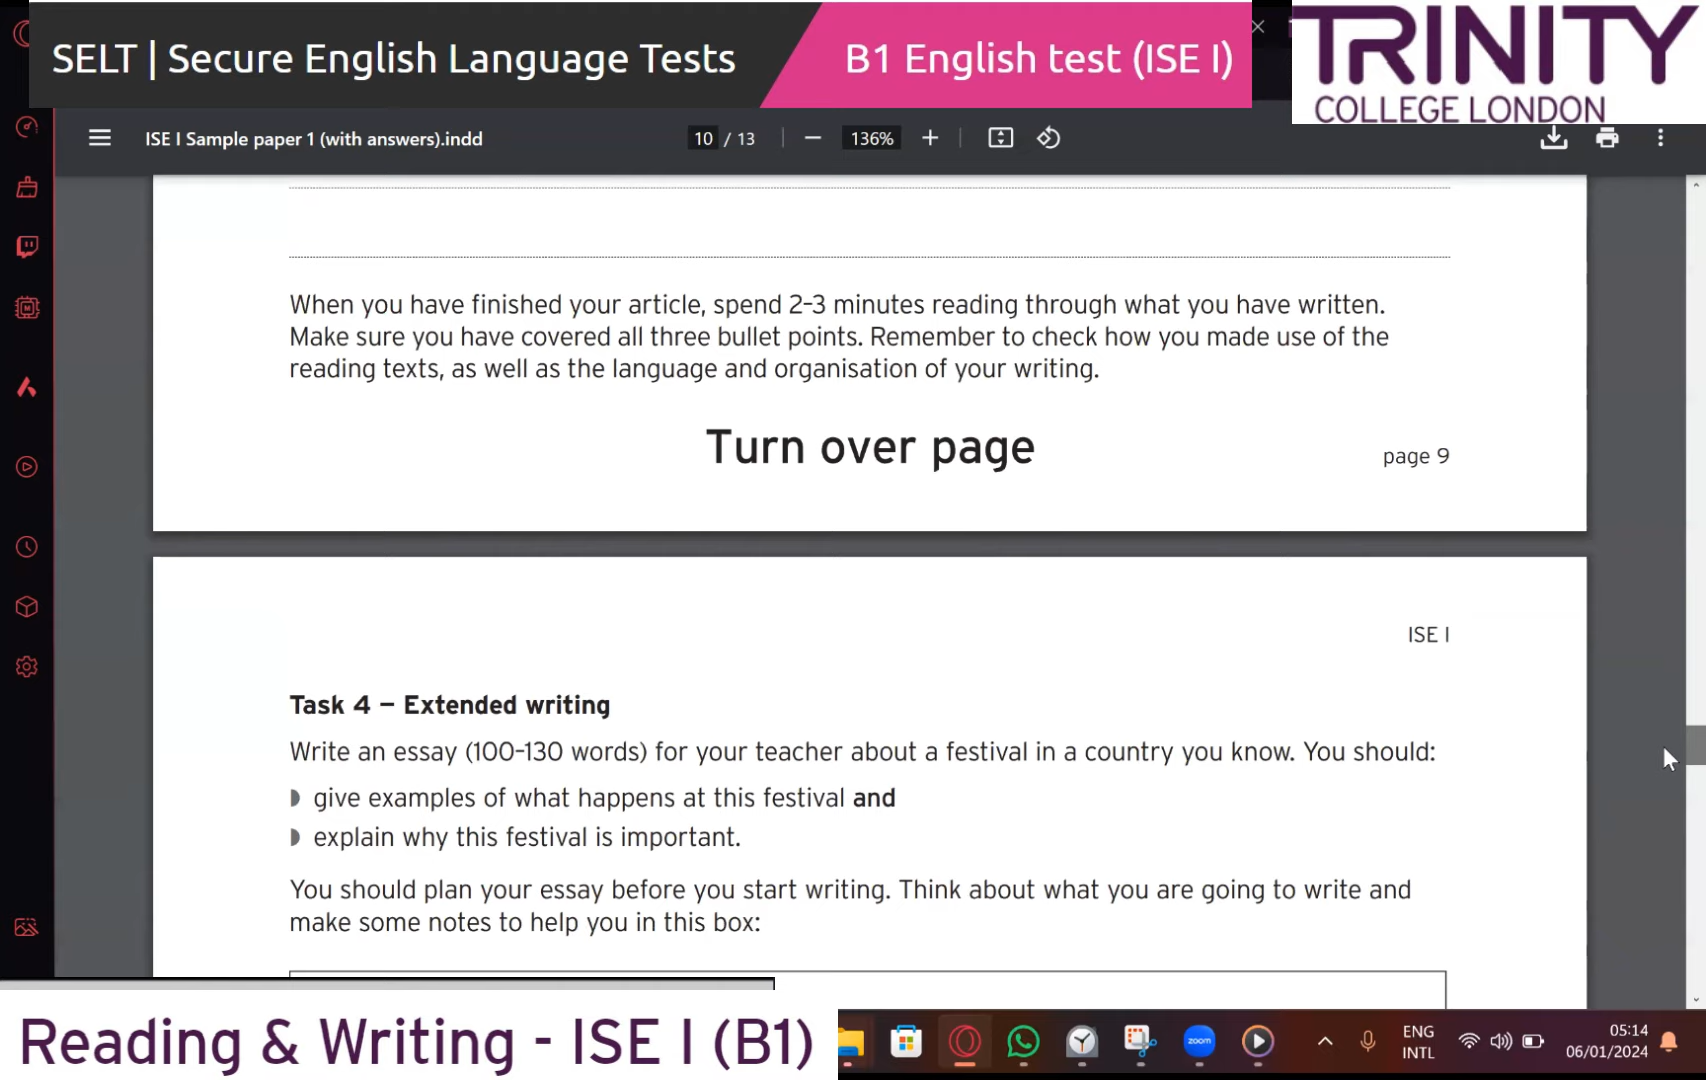 SELT | Secure English Language Tests
B1 English test (ISE I)
TRINITY
COLLEGE LONDON
ISE I Sample paper 1 (with answers).indd
10 / 13
136%
When you have finished your article, spend 2–3 minutes reading through what you have written.
Make sure you have covered all three bullet points. Remember to check how you made use of the
reading texts, as well as the language and organisation of your writing.
Turn over page
page 9
ISE I
Task 4 – Extended writing
Write an essay (100–130 words) for your teacher about a festival in a country you know. You should:
give examples of what happens at this festival and
explain why this festival is important.
You should plan your essay before you start writing. Think about what you are going to write and
make some notes to help you in this box:
Reading & Writing - ISE I (B1)
zoom
ENG
INTL
05:14
06/01/2024